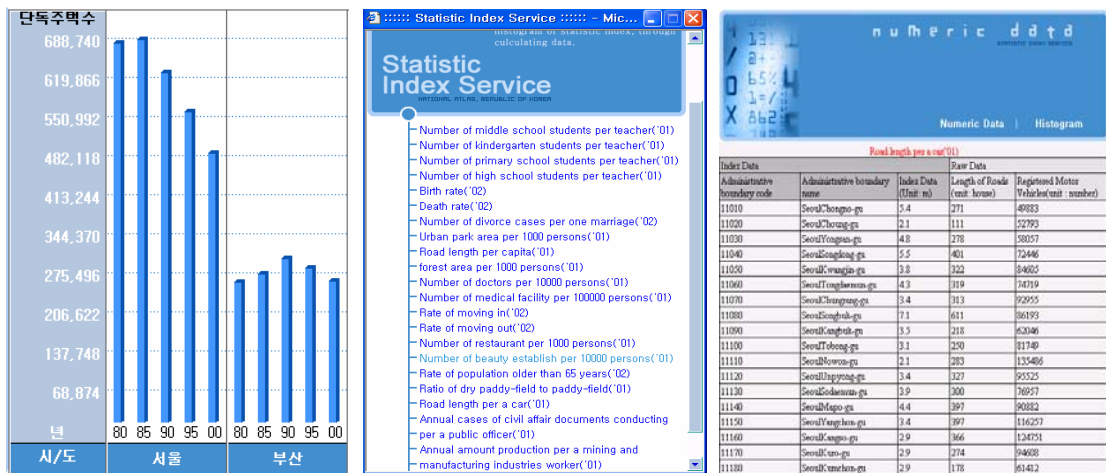 단독주택수
688,740
619,866
550,992
482,118
413,244
344,370
275,496
206,622
137,748
68,874
년 80 85 90 95 00 80 85 90 95 00
시/도 서울 부산
:::::: Statistic Index Service :::::: - Mic...
histogram of statistic index, through
culculating data.
Statistic
Index Service
NATIONAL ATLAS, REPUBLIC OF KOREA
Number of middle school students per teacher('01)
Number of kindergarten students per teacher('01)
Number of primary school students per teacher('01)
Number of high school students per teacher('01)
Birth rate('02)
Death rate('02)
Number of divorce cases per one marriage('02)
Urban park area per 1000 persons('01)
Road length per capita('01)
forest area per 1000 persons('01)
Number of doctors per 10000 persons('01)
Number of medical facility per 100000 persons('01)
Rate of moving in('02)
Rate of moving out('02)
Number of restaurant per 1000 persons('01)
Number of beauty establish per 10000 persons('01)
Rate of population older than 65 years('02)
Ratio of dry paddy-field to paddy-field('01)
Road length per a car('01)
Annual cases of civil affair documents conducting
per a public officer('01)
Annual amount production per a mining and
manufacturing industries worker('01)
numeric data
Numeric Data | Histogram
Road length per a car('01)
Index Data Raw Data
Administrative boundary code Administrative boundary name Index Data (Unit: m) Length of Roads (unit: house) Registered Motor Vehicles(unit : number)
11010 SeoulChongno-gu 5.4 271 49883
11020 SeoulChoung-gu 2.1 111 52793
11030 SeoulYongsan-gu 4.8 278 58057
11040 SeoulSongdong-gu 5.5 401 72446
11050 SeoulKwangjin-gu 3.8 322 84605
11060 SeoulTongdaemun-gu 4.3 319 74719
11070 SeoulChungnang-gu 3.4 313 92955
11080 SeoulSongbuk-gu 7.1 611 86193
11090 SeoulKangbuk-gu 3.5 218 62046
11100 SeoulTobong-gu 3.1 250 81749
11110 SeoulNowon-gu 2.1 283 135486
11120 SeoulUnpyong-gu 3.4 327 95525
11130 SeoulSodaemun-gu 3.9 300 76957
11140 SeoulMapo-gu 4.4 397 90882
11150 SeoulYangchon-gu 3.4 397 116257
11160 SeoulKangso-gu 2.9 366 124751
11170 SeoulKuro-gu 2.9 274 94608
11180 SeoulKumchon-gu 2.9 178 61412